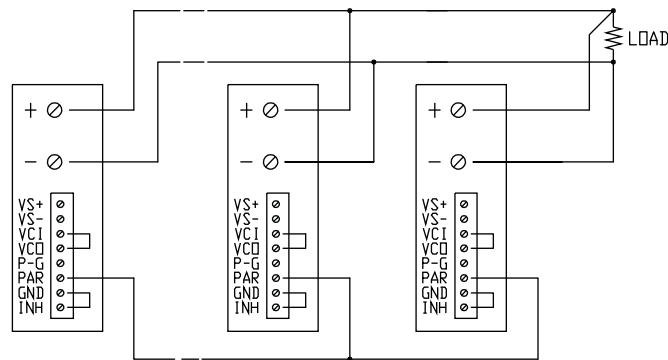 LOAD
+
-
VS+
VS-
VCI
VCO
P-G
PAR
GND
INH
+
-
VS+
VS-
VCI
VCO
P-G
PAR
GND
INH
+
-
VS+
VS-
VCI
VCO
P-G
PAR
GND
INH